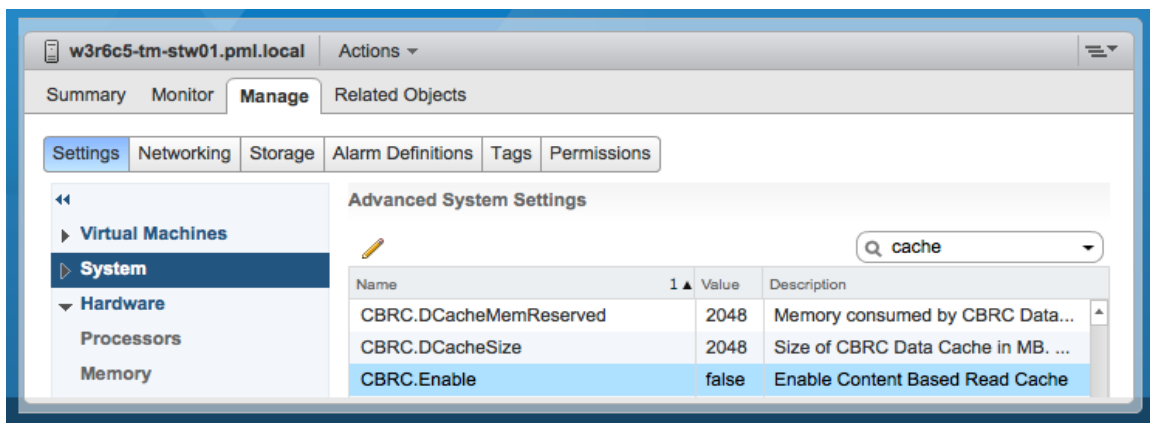 w3r6c5-tm-stw01.pml.local Actions
Summary Monitor Manage Related Objects
Settings Networking Storage Alarm Definitions Tags Permissions
Advanced System Settings
Virtual Machines
System
Hardware
Processors
Memory
cache
Name 1 Value Description
CBRC.DCacheMemReserved 2048 Memory consumed by CBRC Data...
CBRC.DCacheSize 2048 Size of CBRC Data Cache in MB. ...
CBRC.Enable false Enable Content Based Read Cache